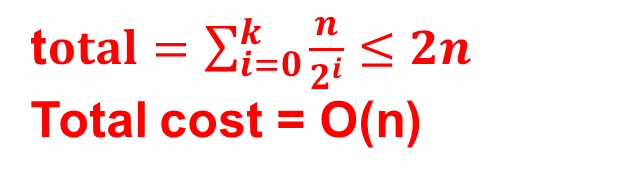 total = ∑_{i=0}^{k} n/2^i ≤ 2n
Total cost = O(n)